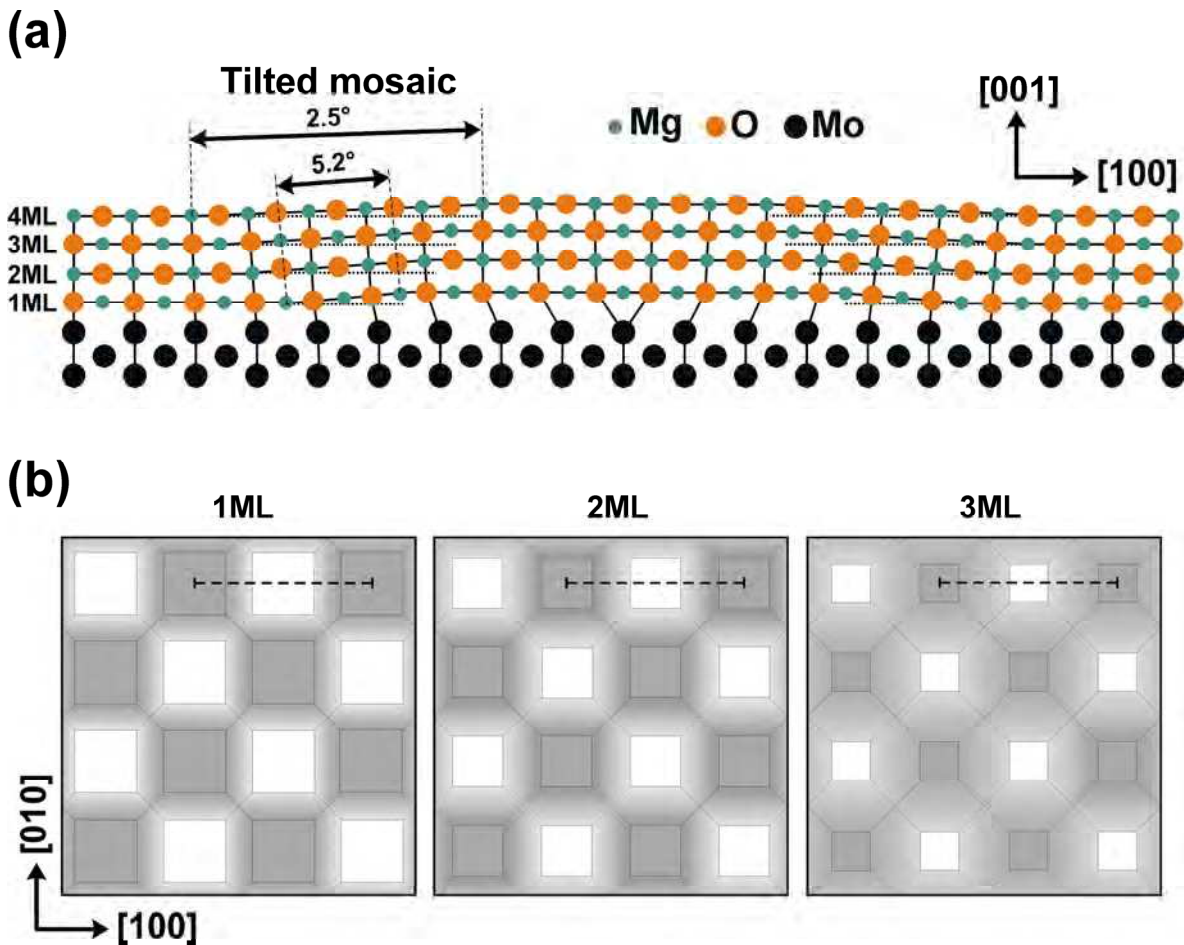 (a)
Tilted mosaic
2.5°
5.2°
Mg O Mo
[001]
[100]
4ML
3ML
2ML
1ML
(b)
1ML 2ML 3ML
[010]
[100]